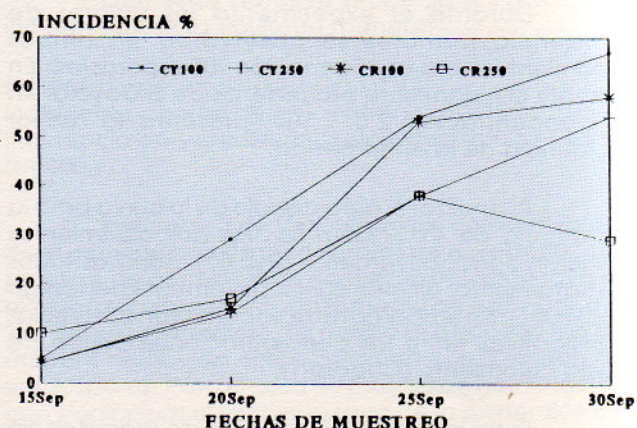 INCIDENCIA %
70
CY100 CY250 CR100 CR250
60
50
40
30
20
10
0
15Sep 20Sep 25Sep 30Sep
FECHAS DE MUESTREO